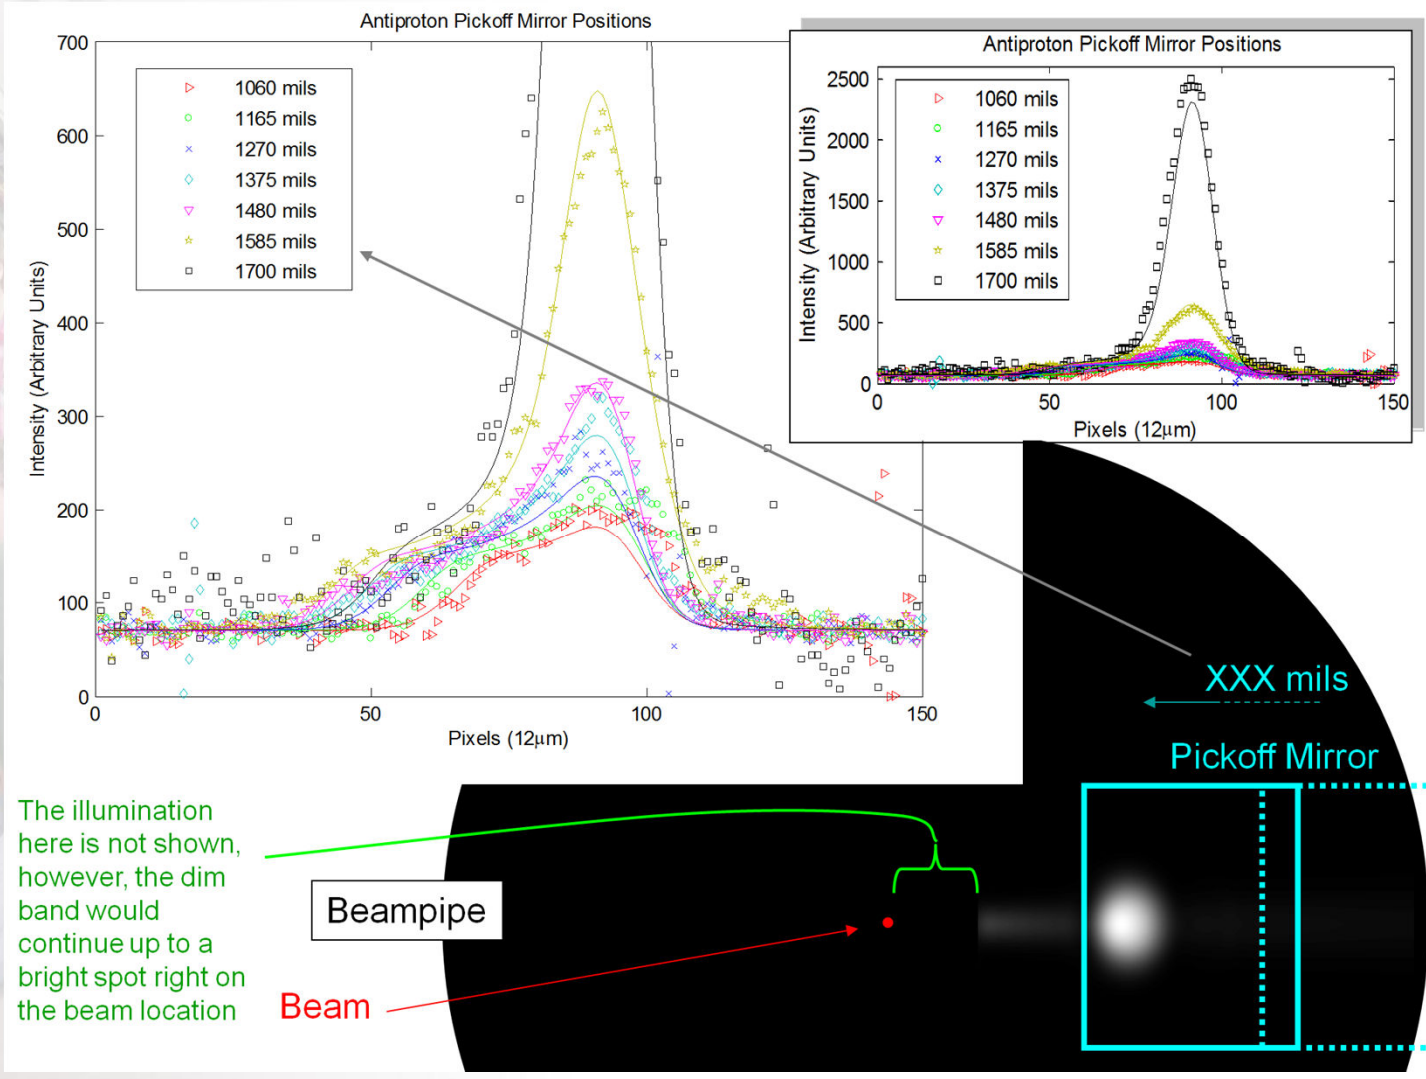 Antiproton Pickoff Mirror Positions
700
600
500
400
300
200
100
0
0
50
100
150
Intensity (Arbitrary Units)
Pixels (12μm)
1060 mils
1165 mils
1270 mils
1375 mils
1480 mils
1585 mils
1700 mils
Antiproton Pickoff Mirror Positions
2500
2000
1500
1000
500
0
0
50
100
150
Intensity (Arbitrary Units)
Pixels (12μm)
1060 mils
1165 mils
1270 mils
1375 mils
1480 mils
1585 mils
1700 mils
XXX mils
Pickoff Mirror
The illumination
here is not shown,
however, the dim
band would
continue up to a
bright spot right on
the beam location
Beampipe
Beam